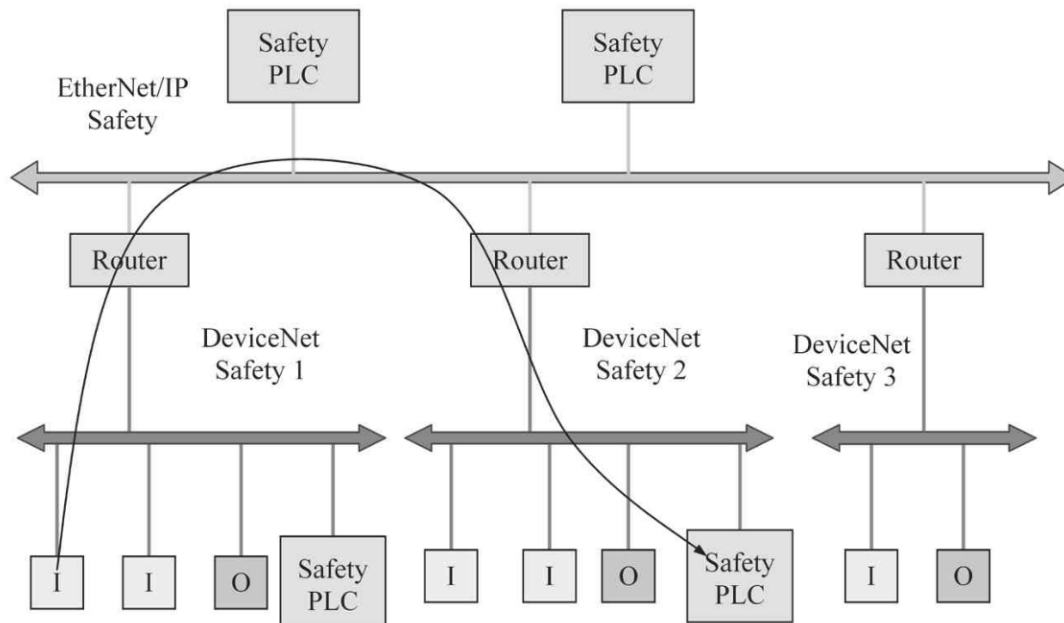 Safety
PLC
Safety
PLC
EtherNet/IP
Safety
Router
Router
Router
DeviceNet
Safety 1
DeviceNet
Safety 2
DeviceNet
Safety 3
I
I
O
Safety
PLC
I
I
O
Safety
PLC
I
O